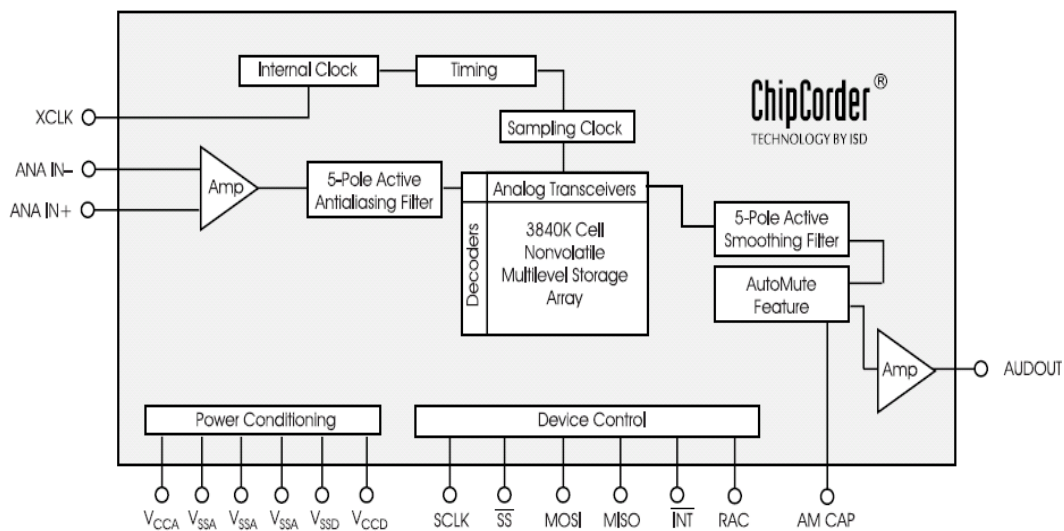 Internal Clock
Timing
ChipCorder®
TECHNOLOGY BY ISD
XCLK
Sampling Clock
ANA IN–
Amp
5-Pole Active
Antialiasing Filter
ANA IN+
Analog Transceivers
Decoders
3840K Cell
Nonvolatile
Multilevel Storage
Array
5-Pole Active
Smoothing Filter
AutoMute
Feature
Amp
AUDOUT
Power Conditioning
Device Control
VCCA VSSA VSSA VSSA VSSD VCCD SCLK S̅S̅ MOSI MISO I̅N̅T̅ RAC AM CAP